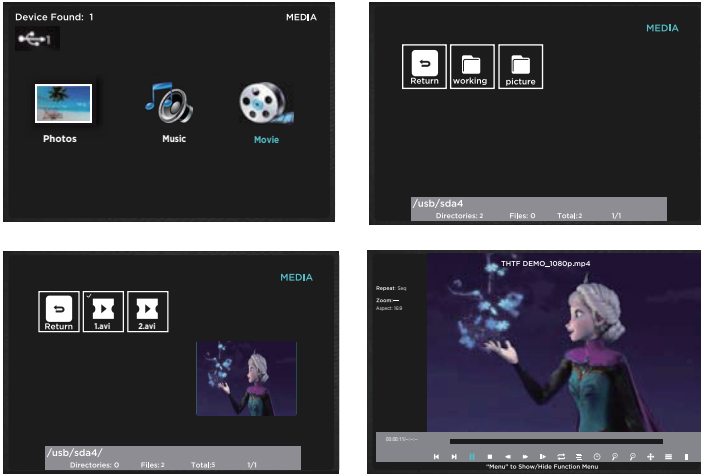 Device Found: 1
MEDIA
1
Photos
Music
Movie
MEDIA
Return
working
picture
/usb/sda4
Directories: 2 Files: 0 Total: 2 1/1
MEDIA
Return
1.avi
2.avi
/usb/sda4/
Directories: 0 Files: 2 Total:5 1/1
THTF DEMO_1080p.mp4
Repeat: Seq
Zoom:—
Aspect: 16:9
"Menu" to Show/Hide Function Menu